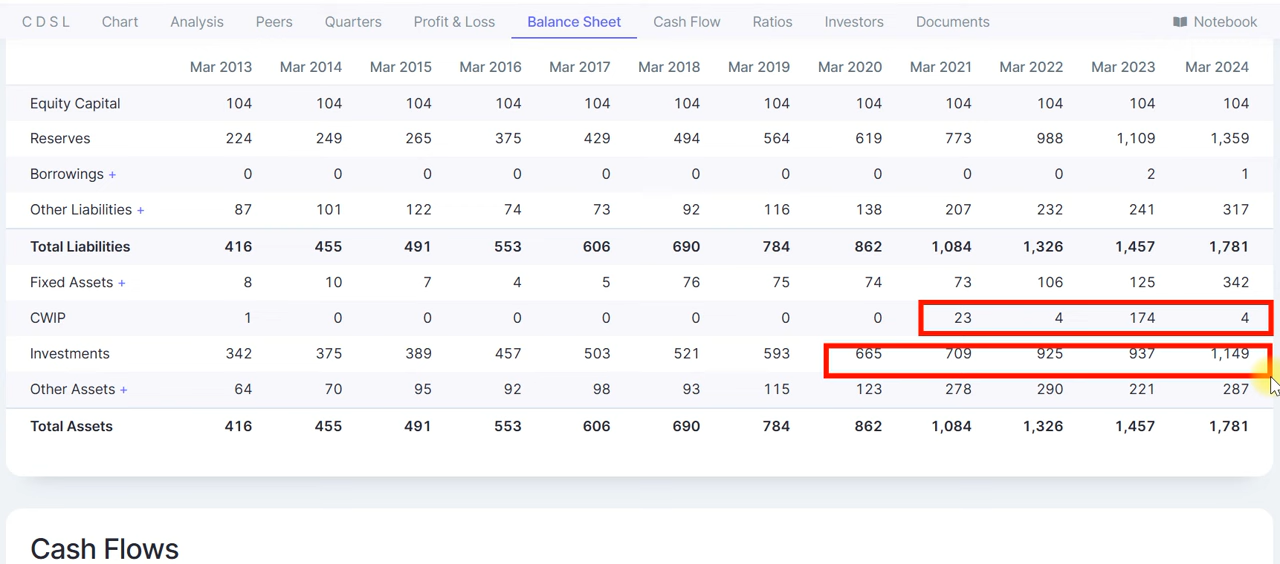 C D S L Chart Analysis Peers Quarters Profit & Loss Balance Sheet Cash Flow Ratios Investors Documents Notebook
Mar 2013 Mar 2014 Mar 2015 Mar 2016 Mar 2017 Mar 2018 Mar 2019 Mar 2020 Mar 2021 Mar 2022 Mar 2023 Mar 2024
Equity Capital 104 104 104 104 104 104 104 104 104 104 104 104
Reserves 224 249 265 375 429 494 564 619 773 988 1,109 1,359
Borrowings + 0 0 0 0 0 0 0 0 0 0 2 1
Other Liabilities + 87 101 122 74 73 92 116 138 207 232 241 317
Total Liabilities 416 455 491 553 606 690 784 862 1,084 1,326 1,457 1,781
Fixed Assets + 8 10 7 4 5 76 75 74 73 106 125 342
CWIP 1 0 0 0 0 0 0 0 23 4 174 4
Investments 342 375 389 457 503 521 593 665 709 925 937 1,149
Other Assets + 64 70 95 92 98 93 115 123 278 290 221 287
Total Assets 416 455 491 553 606 690 784 862 1,084 1,326 1,457 1,781
Cash Flows